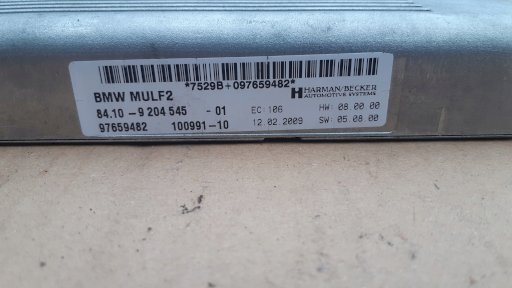 *7529B+097659482*
HARMAN/BECKER
AUTOMOTIVE SYSTEMS
BMW MULF2
84.10-9 204 545 -01 EC: 106 HW: 08.00.00
97659482 100991-10 12.02.2009 SW: 05.08.00